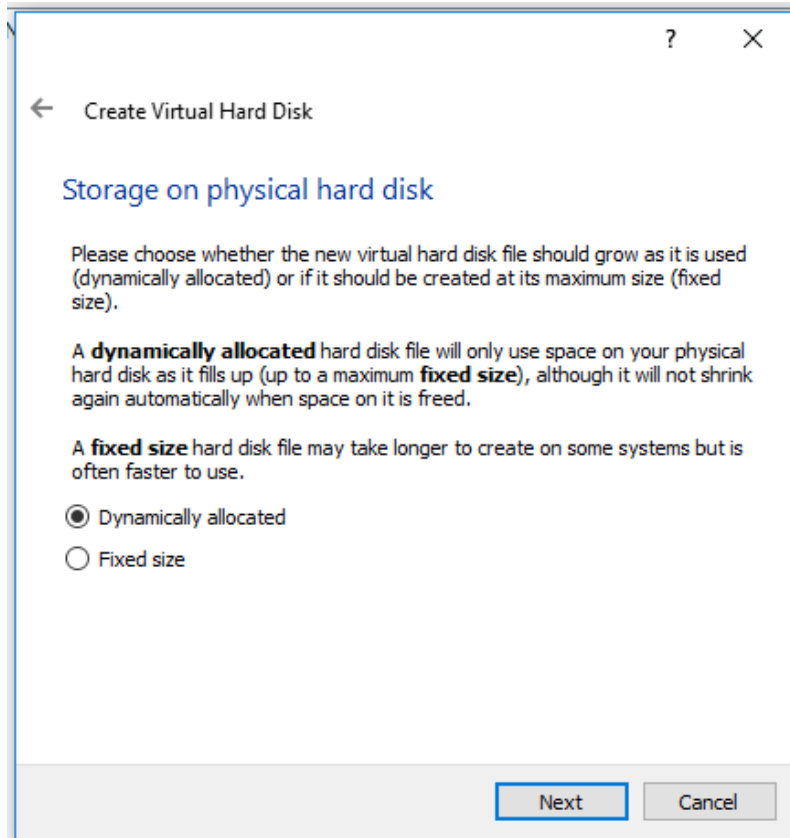 Create Virtual Hard Disk
Storage on physical hard disk
Please choose whether the new virtual hard disk file should grow as it is used
(dynamically allocated) or if it should be created at its maximum size (fixed
size).
A dynamically allocated hard disk file will only use space on your physical
hard disk as it fills up (up to a maximum fixed size), although it will not shrink
again automatically when space on it is freed.
A fixed size hard disk file may take longer to create on some systems but is
often faster to use.
Dynamically allocated
Fixed size
Next Cancel